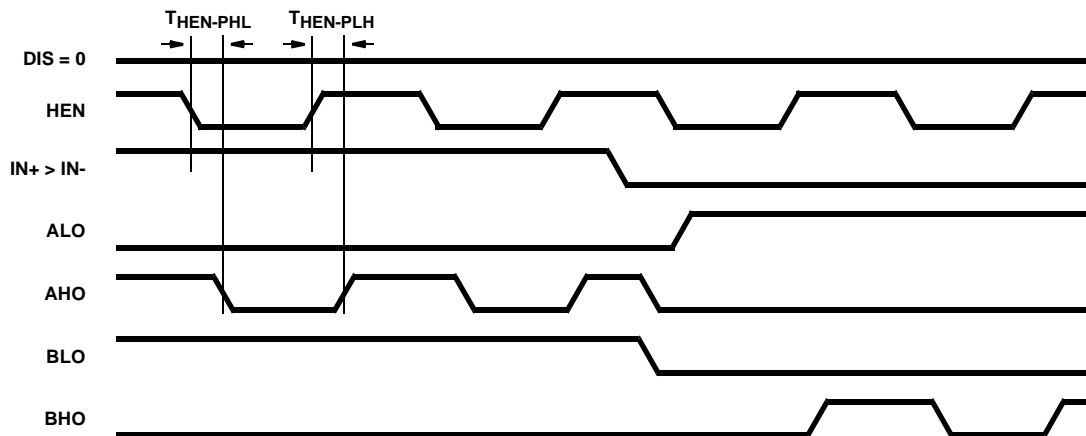 THEN-PHL THEN-PLH
DIS = 0
HEN
IN+ > IN-
ALO
AHO
BLO
BHO